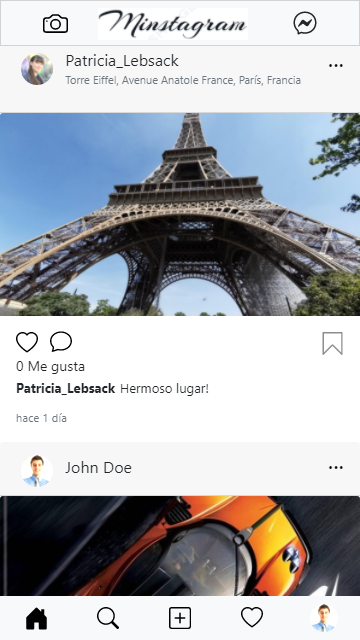 Minstagram
Patricia_Lebsack
Torre Eiffel, Avenue Anatole France, París, Francia
0 Me gusta
Patricia_Lebsack Hermoso lugar!
hace 1 día
John Doe